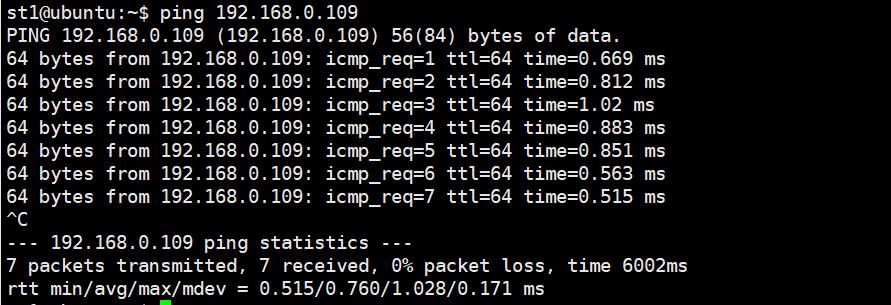 st1@ubuntu:~$ ping 192.168.0.109
PING 192.168.0.109 (192.168.0.109) 56(84) bytes of data.
64 bytes from 192.168.0.109: icmp_req=1 ttl=64 time=0.669 ms
64 bytes from 192.168.0.109: icmp_req=2 ttl=64 time=0.812 ms
64 bytes from 192.168.0.109: icmp_req=3 ttl=64 time=1.02 ms
64 bytes from 192.168.0.109: icmp_req=4 ttl=64 time=0.883 ms
64 bytes from 192.168.0.109: icmp_req=5 ttl=64 time=0.851 ms
64 bytes from 192.168.0.109: icmp_req=6 ttl=64 time=0.563 ms
64 bytes from 192.168.0.109: icmp_req=7 ttl=64 time=0.515 ms
^C
--- 192.168.0.109 ping statistics ---
7 packets transmitted, 7 received, 0% packet loss, time 6002ms
rtt min/avg/max/mdev = 0.515/0.760/1.028/0.171 ms